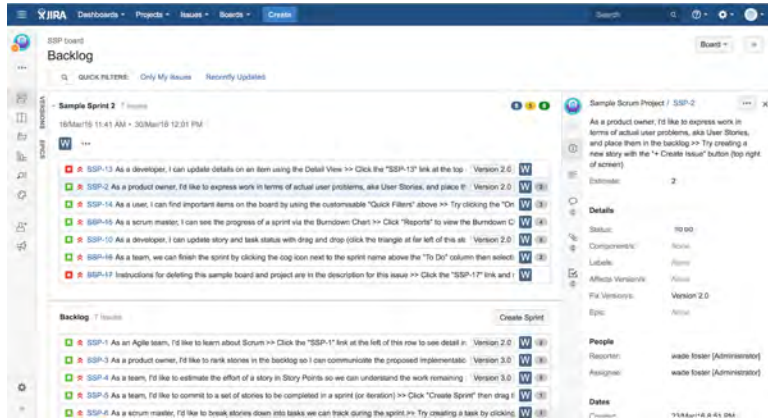 JIRA Dashboards Projects Issues Boards Create Search
SSP board
Backlog
Board
QUICK FILTERS: Only My Issues Recently Updated
VERSIONS
EPICS
Sample Sprint 2 7 issues
11:41 AM • 30/Mar/16 12:01 PM
W
SSP-13 As a developer, I can update details on an item using the Detail View >> Click the "SSP-13" link at the top Version 2.0 W
SSP-2 As a product owner, I'd like to express work in terms of actual user problems, aka User Stories, and place th Version 2.0 W
SSP-14 As a user, I can find important items on the board by using the customisable "Quick Filters" above >> Try clicking the "On W
SSP-15 As a scrum master, I can see the progress of a sprint via the Burndown Chart >> Click "Reports" to view the Burndown C W
SSP-10 As a developer, I can update story and task status with drag and drop (click the triangle at far left of this sto Version 2.0 W
SSP-16 As a team, we can finish the sprint by clicking the cog icon next to the sprint name above the "To Do" column then selecti W
SSP-17 Instructions for deleting this sample board and project are in the description for this issue >> Click the "SSP-17" link and r W
Backlog 7 issues Create Sprint
SSP-1 As an Agile team, I'd like to learn about Scrum >> Click the "SSP-1" link at the left of this row to see detail in Version 2.0 W
SSP-3 As a product owner, I'd like to rank stories in the backlog so I can communicate the proposed implementatio Version 3.0 W
SSP-4 As a team, I'd like to estimate the effort of a story in Story Points so we can understand the work remaining Version 3.0 W
SSP-5 As a team, I'd like to commit to a set of stories to be completed in a sprint (or iteration) >> Click "Create Sprint" then drag t W
SSP-6 As a scrum master, I'd like to break stories down into tasks we can track during the sprint >> Try creating a task by clicking W
Sample Scrum Project / SSP-2
As a product owner, I'd like to express work in
terms of actual user problems, aka User Stories,
and place them in the backlog >> Try creating a
new story with the "+ Create Issue" button (top right
of screen)
Estimate: 2
Details
Status: TO DO
Component/s: None
Labels: None
Affects Version/s: None
Fix Version/s: Version 2.0
Epic: None
People
Reporter: wade foster [Administrator]
Assignee: wade foster [Administrator]
Dates
Created: 23/Mar/16 8:51 PM